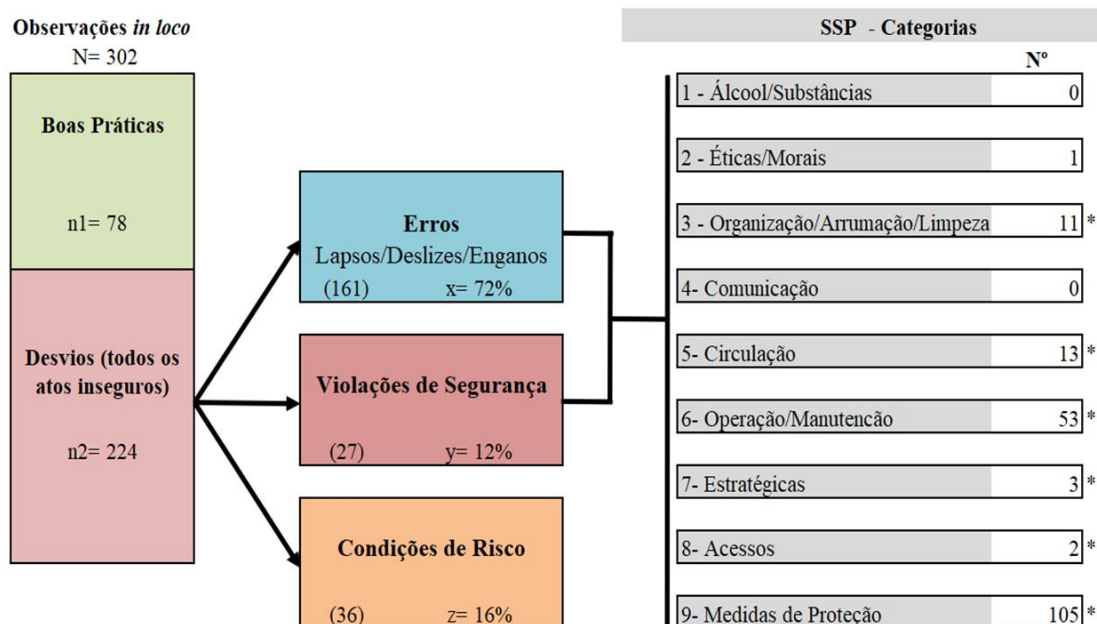 Observações in loco
N= 302
Boas Práticas
n1= 78
Desvios (todos os
atos inseguros)
n2= 224
Erros
Lapsos/Deslizes/Enganos
(161) x= 72%
Violações de Segurança
(27) y= 12%
Condições de Risco
(36) z= 16%
SSP - Categorias
Nº
1 - Álcool/Substâncias 0
2 - Éticas/Morais 1
3 - Organização/Arrumação/Limpeza 11 *
4- Comunicação 0
5- Circulação 13 *
6- Operação/Manutencão 53 *
7- Estratégicas 3 *
8- Acessos 2 *
9- Medidas de Proteção 105 *